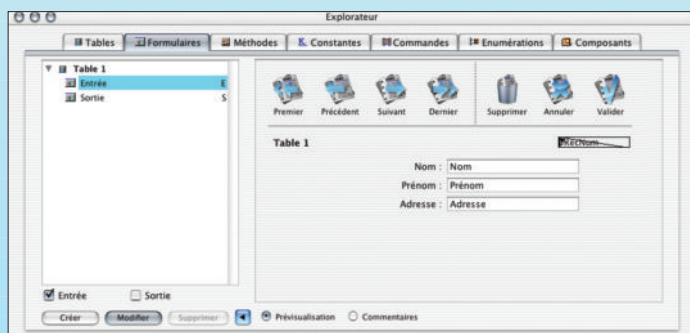 Explorateur
Tables Formulaires Méthodes K Constantes Commandes Enumérations Composants
Table 1
Entrée E
Sortie S
Premier Précédent Suivant Dernier Supprimer Annuler Valider
Table 1
Nom : Nom
Prénom : Prénom
Adresse : Adresse
Entrée Sortie
Créer Modifier Supprimer Prévisualisation Commentaires